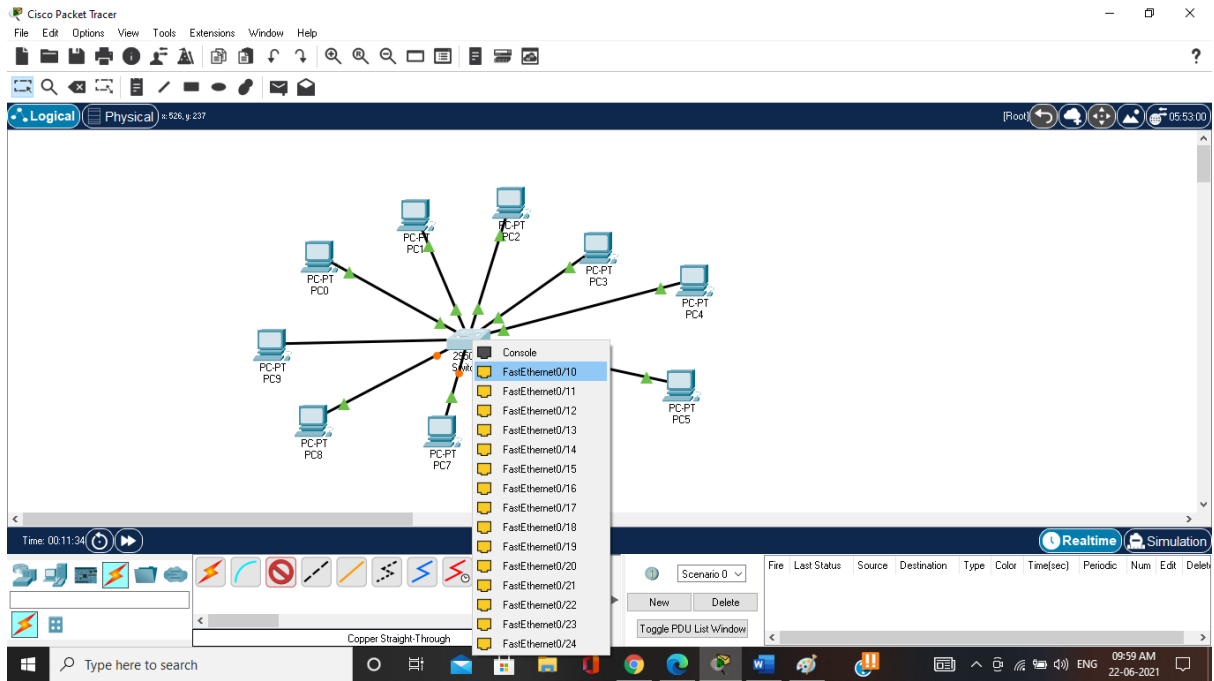 Cisco Packet Tracer
File Edit Options View Tools Extensions Window Help
?
Logical Physical x: 526, y: 237 [Root] 05:53:00
PC-PT
PC2
PC-PT
PC1
PC-PT
PC3
PC-PT
PC0
PC-PT
PC4
PC-PT
PC9
PC-PT
PC5
PC-PT
PC8
PC-PT
PC7
Console
FastEthernet0/10
FastEthernet0/11
FastEthernet0/12
FastEthernet0/13
FastEthernet0/14
FastEthernet0/15
FastEthernet0/16
FastEthernet0/17
FastEthernet0/18
FastEthernet0/19
FastEthernet0/20
FastEthernet0/21
FastEthernet0/22
FastEthernet0/23
FastEthernet0/24
Time: 00:11:34 Realtime Simulation
Scenario 0
New Delete
Toggle PDU List Window
Fire Last Status Source Destination Type Color Time(sec) Periodic Num Edit Delet
Copper Straight-Through
Type here to search
ENG 09:59 AM
22-06-2021